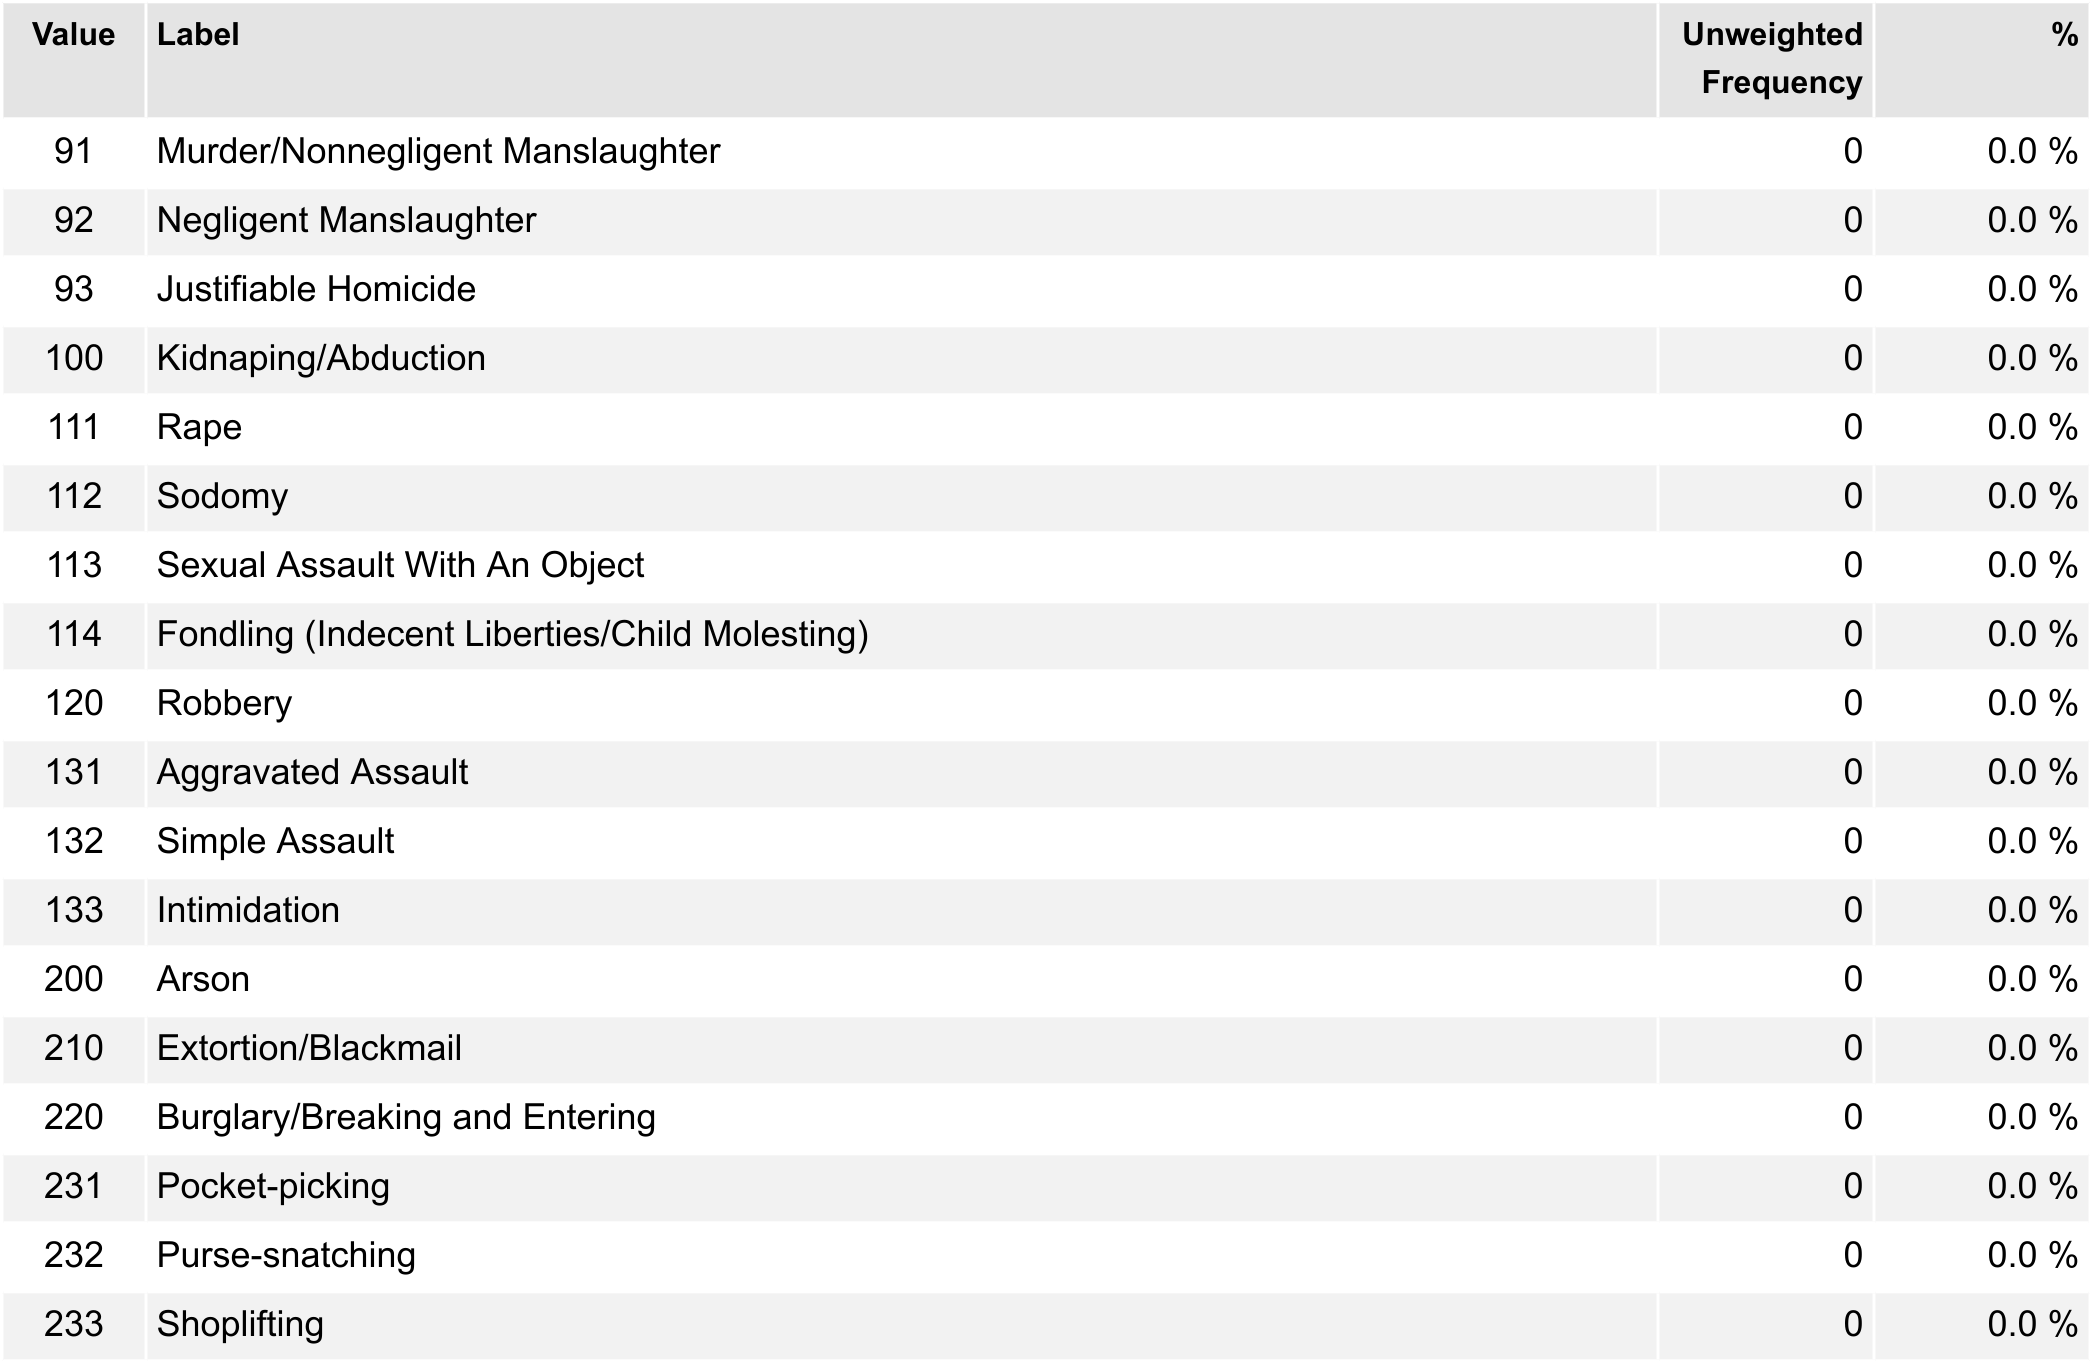 Value Label Unweighted Frequency %
91 Murder/Nonnegligent Manslaughter 0 0.0 %
92 Negligent Manslaughter 0 0.0 %
93 Justifiable Homicide 0 0.0 %
100 Kidnaping/Abduction 0 0.0 %
111 Rape 0 0.0 %
112 Sodomy 0 0.0 %
113 Sexual Assault With An Object 0 0.0 %
114 Fondling (Indecent Liberties/Child Molesting) 0 0.0 %
120 Robbery 0 0.0 %
131 Aggravated Assault 0 0.0 %
132 Simple Assault 0 0.0 %
133 Intimidation 0 0.0 %
200 Arson 0 0.0 %
210 Extortion/Blackmail 0 0.0 %
220 Burglary/Breaking and Entering 0 0.0 %
231 Pocket-picking 0 0.0 %
232 Purse-snatching 0 0.0 %
233 Shoplifting 0 0.0 %